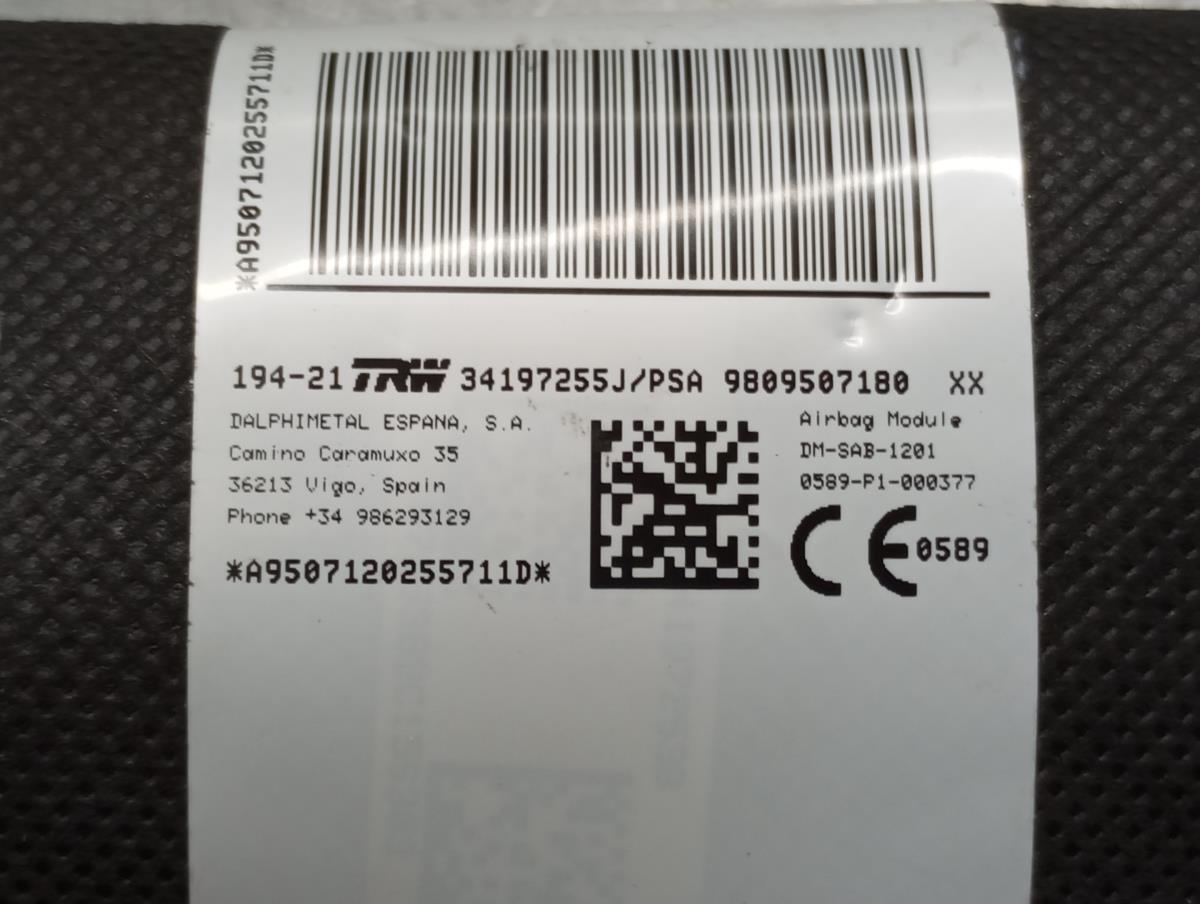 *A9507120255711D*
194-21 TRW 34197255J/PSA 9809507180 XX
DALPHIMETAL ESPANA, S.A.
Camino Caramuxo 35
36213 Vigo, Spain
Phone +34 986293129
*A9507120255711D*
Airbag Module
DM-SAB-1201
0589-P1-000377
CE 0589